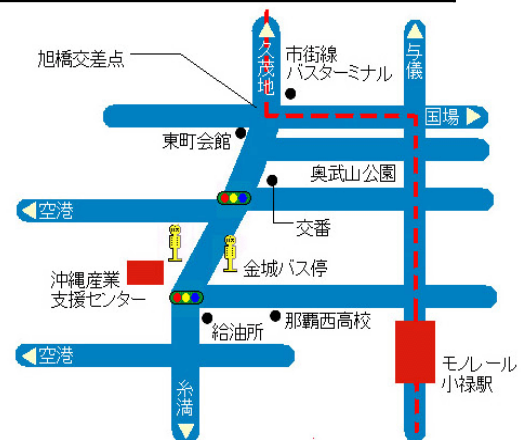 久茂地
与儀
旭橋交差点
市街線
バスターミナル
国場
東町会館
奥武山公園
空港
交番
金城バス停
沖縄産業
支援センター
給油所
那覇西高校
空港
モノレール
小禄駅
糸満